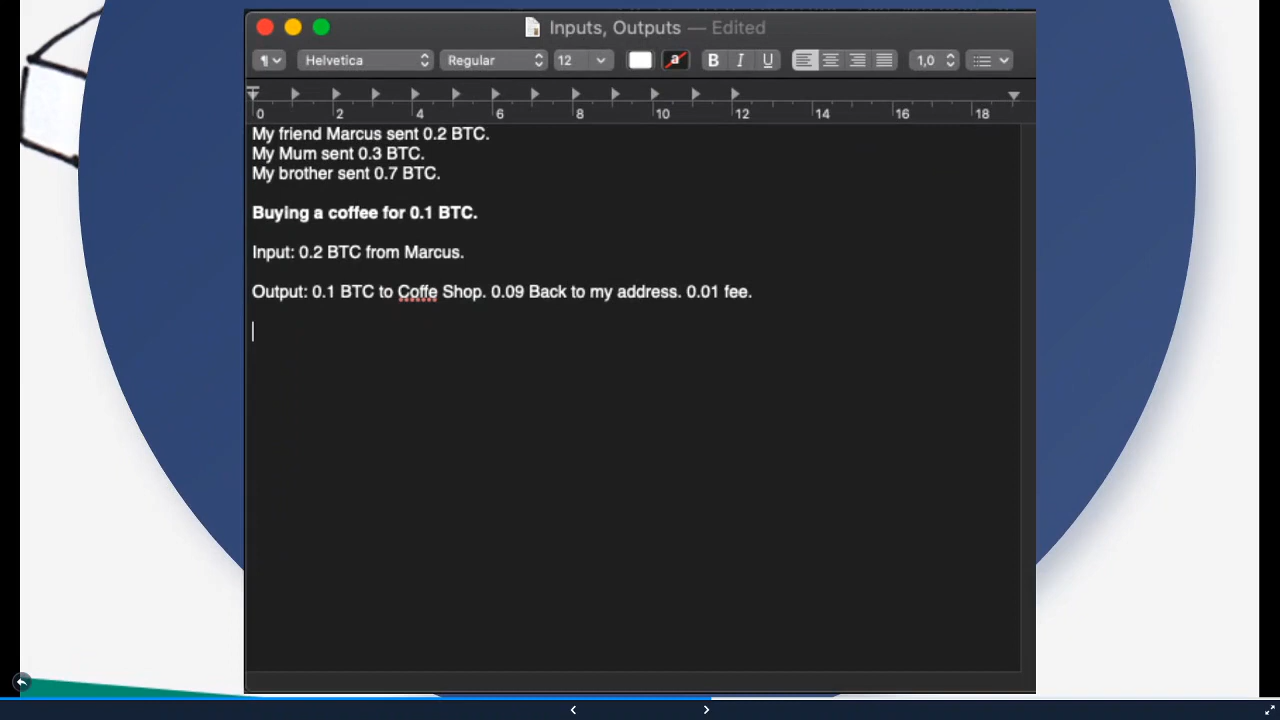 Inputs, Outputs — Edited
¶ Helvetica Regular 12 a B I U 1,0
0 2 4 6 8 10 12 14 16 18
My friend Marcus sent 0.2 BTC.
My Mum sent 0.3 BTC.
My brother sent 0.7 BTC.
Buying a coffee for 0.1 BTC.
Input: 0.2 BTC from Marcus.
Output: 0.1 BTC to Coffe Shop. 0.09 Back to my address. 0.01 fee.